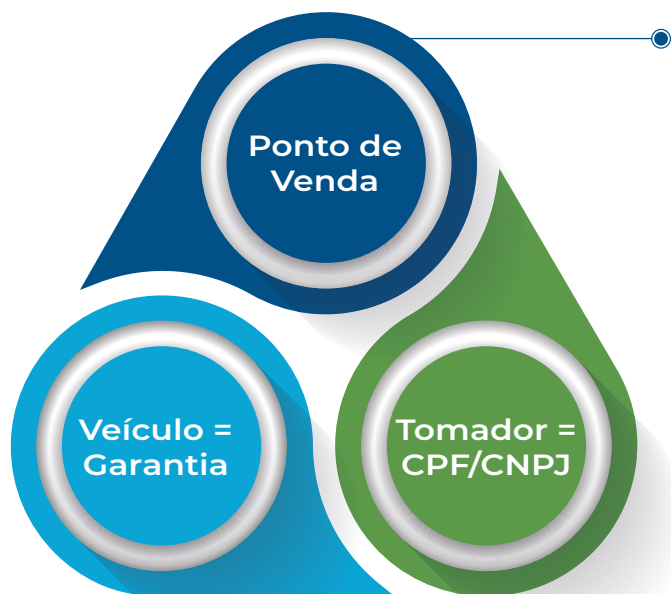 Ponto de
Venda
Veículo =
Garantia
Tomador =
CPF/CNPJ